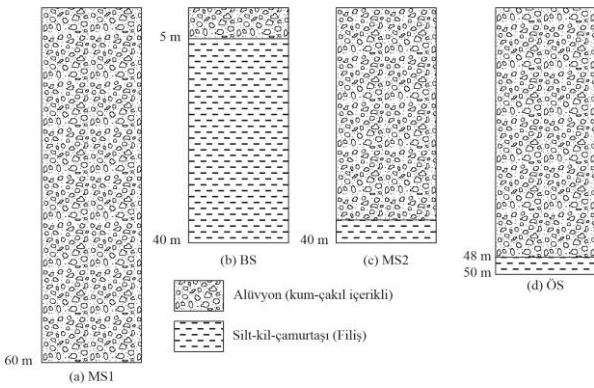 5 m
40 m
(b) BS
40 m
(c) MS2
48 m
50 m
(d) ÖS
Alüvyon (kum-çakıl içerikli)
Silt-kil-çamurtaşı (Filiş)
60 m
(a) MS1